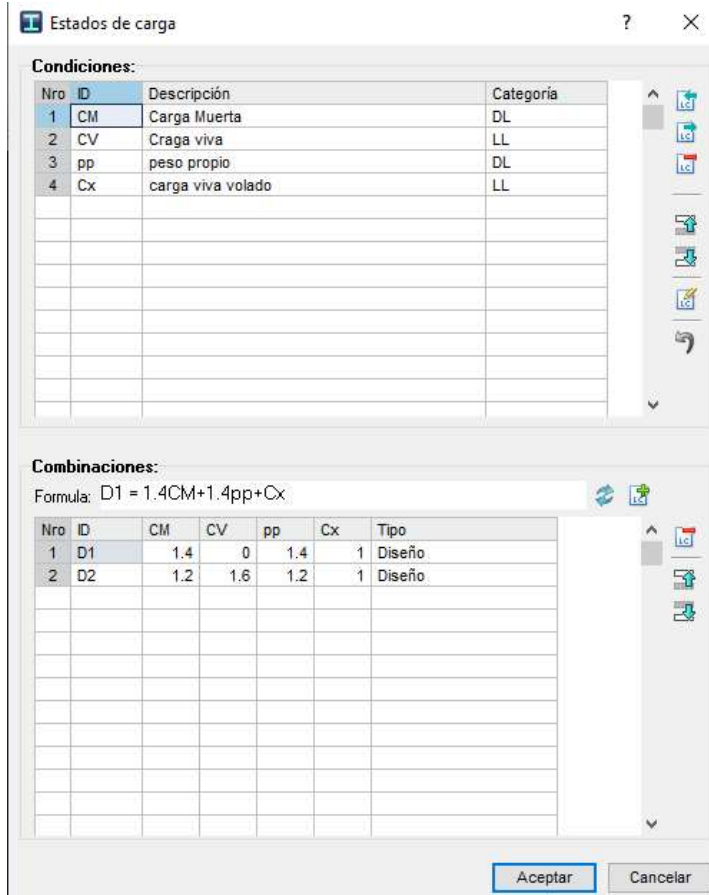 Estados de carga ?
Condiciones:
Nro ID Descripción Categoría
1 CM Carga Muerta DL
2 CV Craga viva LL
3 pp peso propio DL
4 Cx carga viva volado LL
Combinaciones:
Formula: D1 = 1.4CM+1.4pp+Cx
Nro ID CM CV pp Cx Tipo
1 D1 1.4 0 1.4 1 Diseño
2 D2 1.2 1.6 1.2 1 Diseño
Aceptar Cancelar